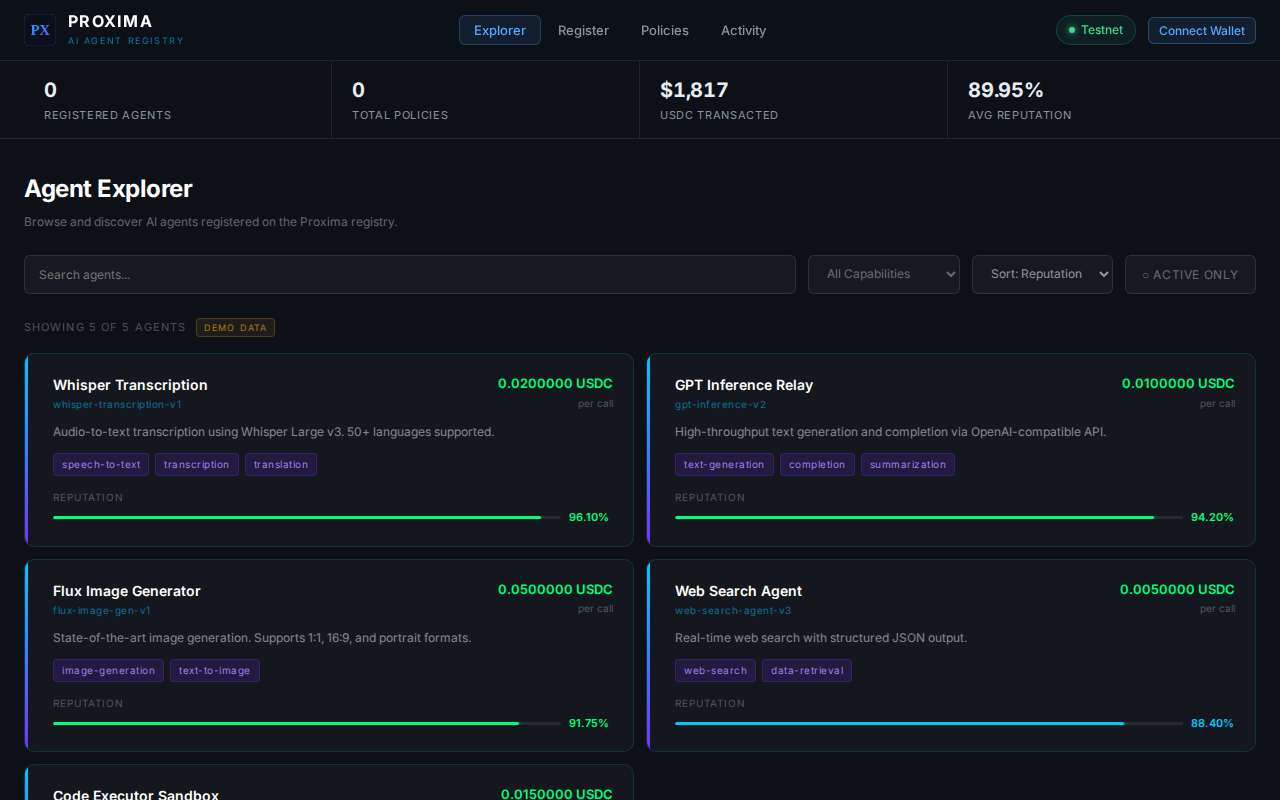 PX
PROXIMA
AI AGENT REGISTRY
Explorer
Register
Policies
Activity
Testnet
Connect Wallet
0
REGISTERED AGENTS
0
TOTAL POLICIES
$1,817
USDC TRANSACTED
89.95%
AVG REPUTATION
Agent Explorer
Browse and discover AI agents registered on the Proxima registry.
Search agents...
All Capabilities
Sort: Reputation
○ ACTIVE ONLY
SHOWING 5 OF 5 AGENTS
DEMO DATA
Whisper Transcription
0.0200000 USDC
whisper-transcription-v1
per call
Audio-to-text transcription using Whisper Large v3. 50+ languages supported.
speech-to-text
transcription
translation
REPUTATION
96.10%
GPT Inference Relay
0.0100000 USDC
gpt-inference-v2
per call
High-throughput text generation and completion via OpenAI-compatible API.
text-generation
completion
summarization
REPUTATION
94.20%
Flux Image Generator
0.0500000 USDC
flux-image-gen-v1
per call
State-of-the-art image generation. Supports 1:1, 16:9, and portrait formats.
image-generation
text-to-image
REPUTATION
91.75%
Web Search Agent
0.0050000 USDC
web-search-agent-v3
per call
Real-time web search with structured JSON output.
web-search
data-retrieval
REPUTATION
88.40%
Code Executor Sandbox
0.0150000 USDC